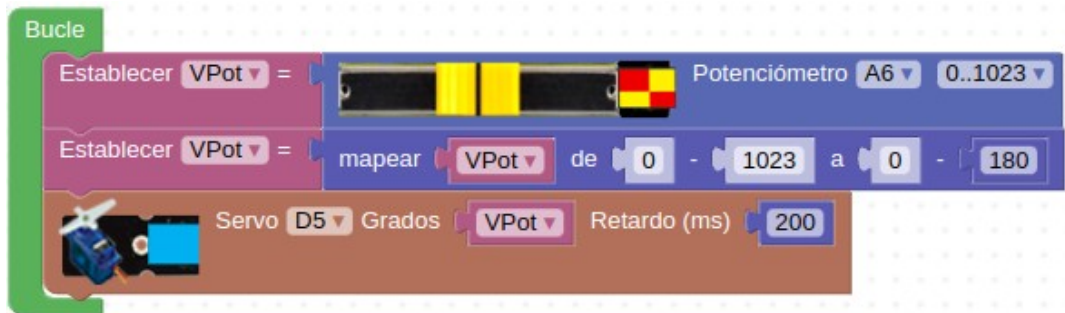 Bucle
Establecer VPot = Potenciómetro A6 0..1023
Establecer VPot = mapear VPot de 0 - 1023 a 0 - 180
Servo D5 Grados VPot Retardo (ms) 200